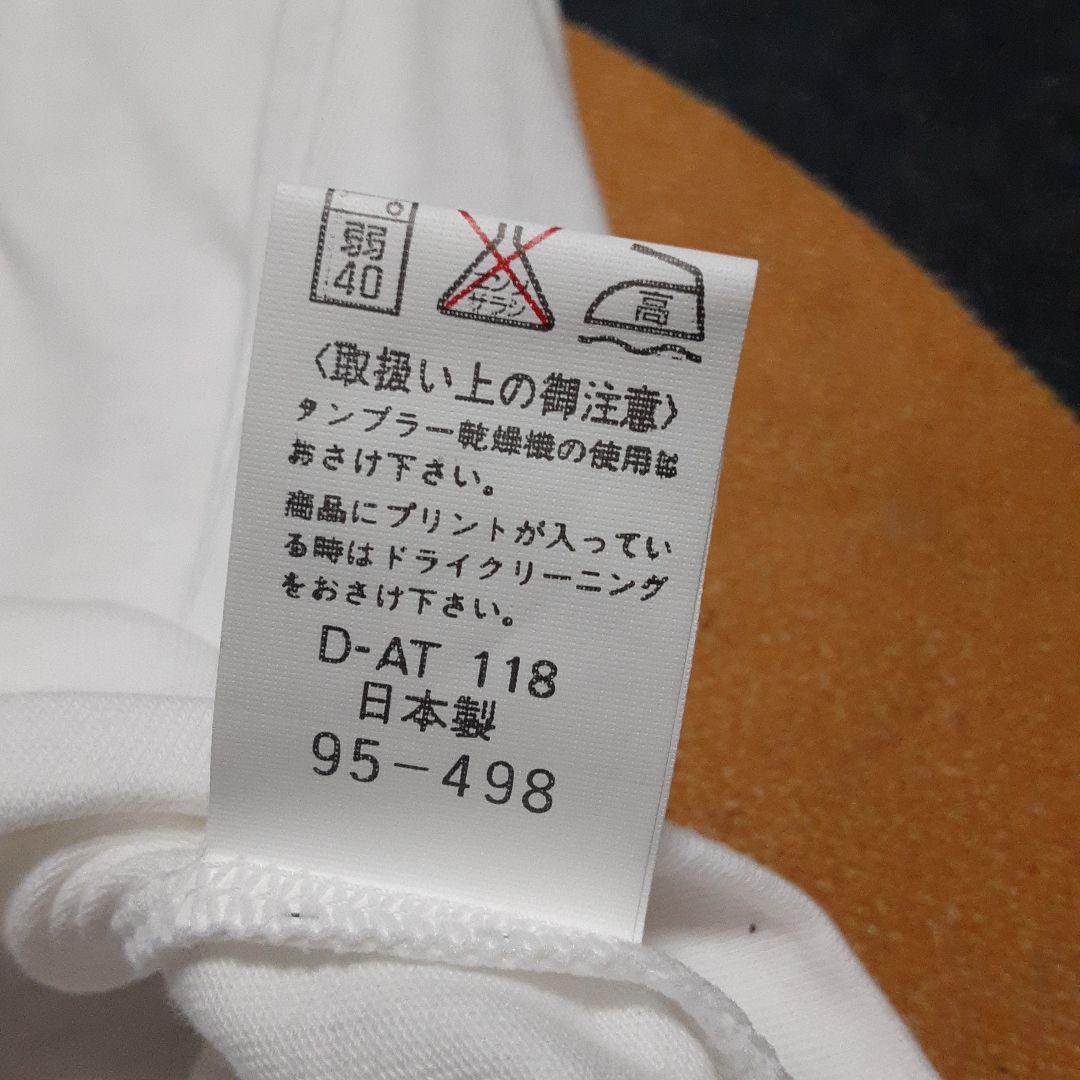 弱
40
エンソ
サラシ
高
〈取扱い上の御注意〉
タンブラー乾燥機の使用は
おさけ下さい。
商品にプリントが入ってい
る時はドライクリーニング
をおさけ下さい。
D-AT 118
日本製
95-498